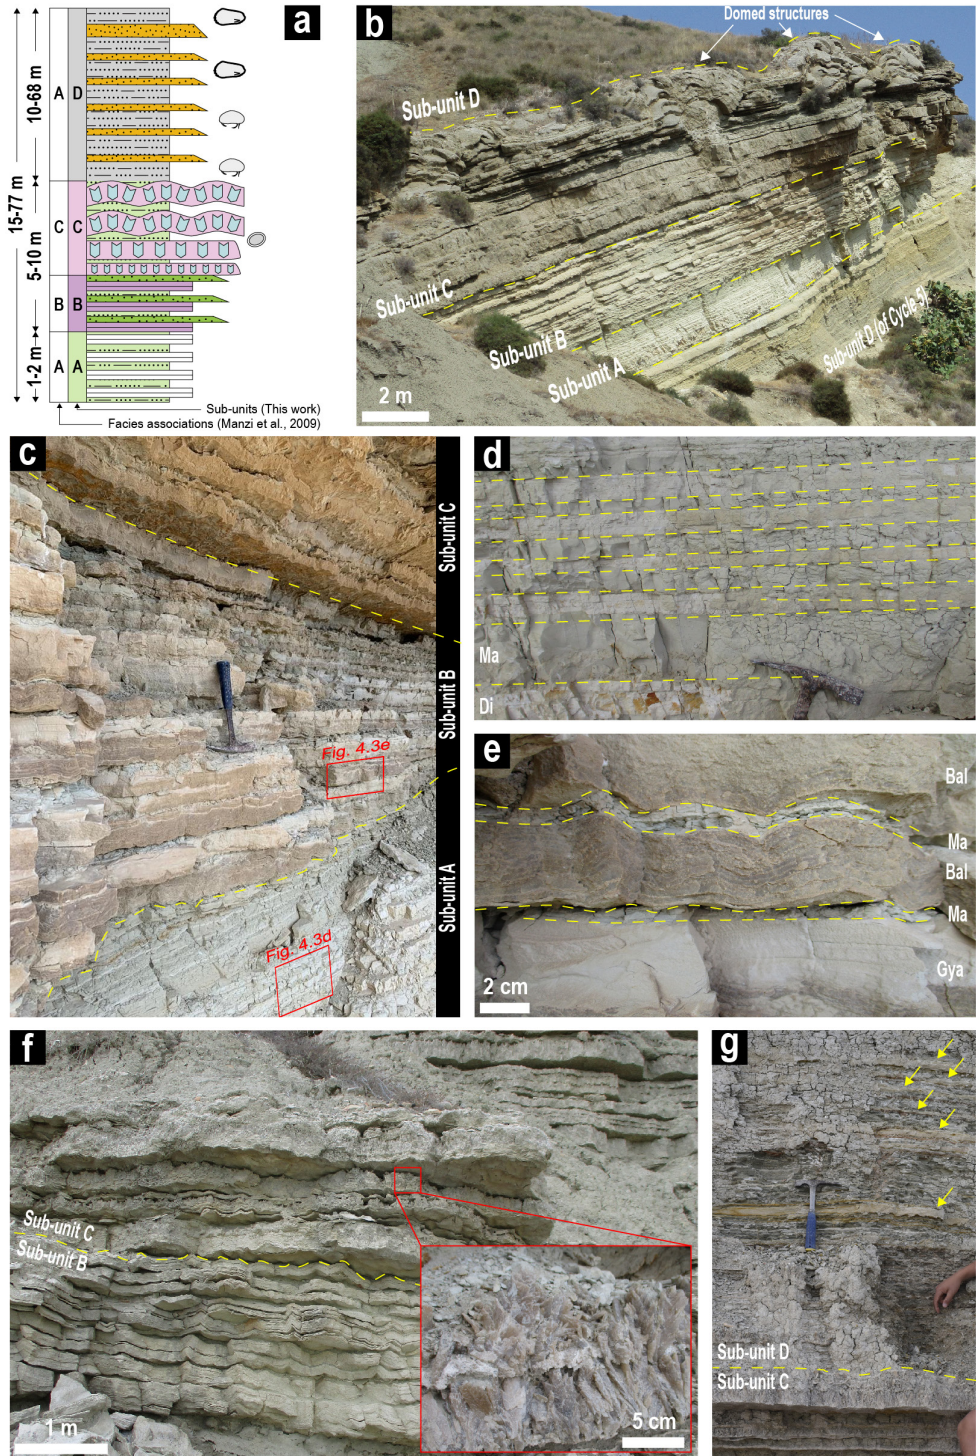 a
15-77 m
10-68 m
5-10 m
1-2 m
A
D
C
C
B
B
A
A
Sub-units (This work)
Facies associations (Manzi et al., 2009)
b
Domed structures
Sub-unit D
Sub-unit C
Sub-unit B
Sub-unit A
Sub-unit D (of Cycle 5)
2 m
c
Sub-unit C
Sub-unit B
Sub-unit A
Fig. 4.3e
Fig. 4.3d
d
Ma
Di
e
Bal
Ma
Bal
Ma
Gya
2 cm
f
Sub-unit C
Sub-unit B
1 m
5 cm
g
Sub-unit D
Sub-unit C